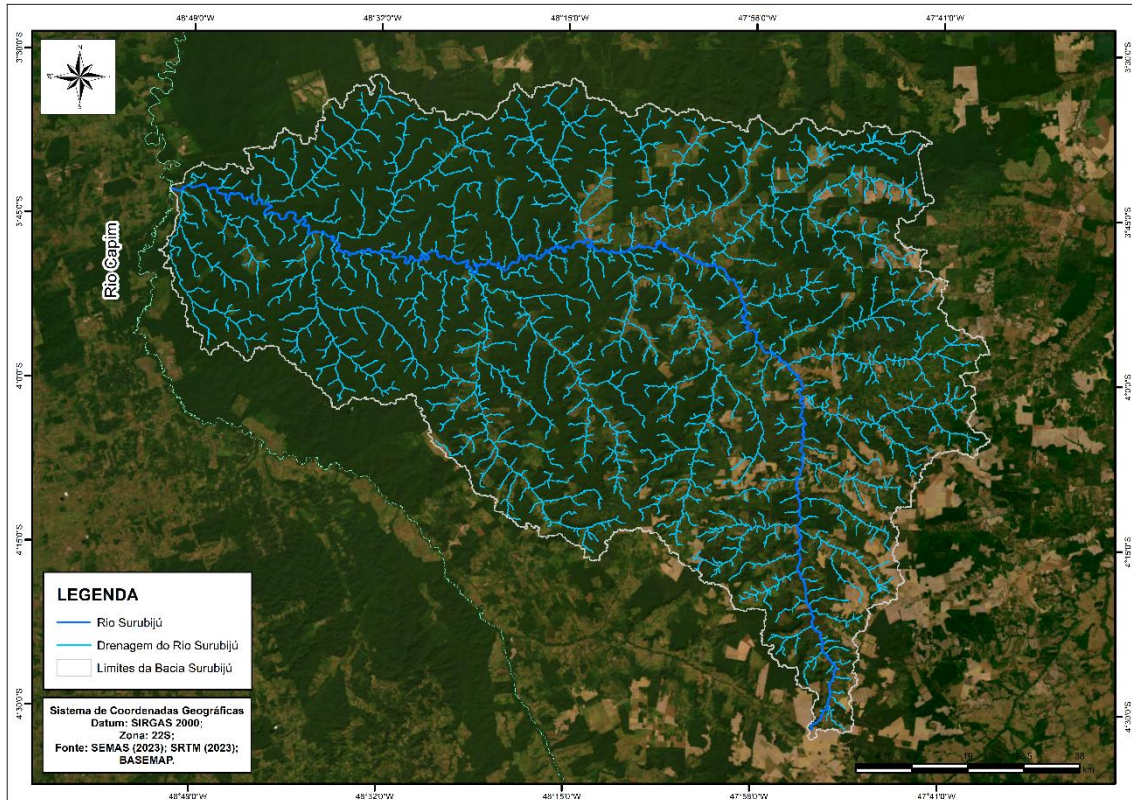 48°49'0"W
48°32'0"W
48°15'0"W
47°58'0"W
47°41'0"W
3°30'0"S
3°30'0"S
N
S
3°45'0"S
3°45'0"S
Rio Capim
4°0'0"S
4°0'0"S
4°15'0"S
4°15'0"S
LEGENDA
Rio Surubijú
Drenagem do Rio Surubijú
Limites da Bacia Surubijú
4°30'0"S
4°30'0"S
Sistema de Coordenadas Geográficas
Datum: SIRGAS 2000;
Zona: 22S;
Fonte: SEMAS (2023); SRTM (2023);
BASEMAP.
19
38
km
48°49'0"W
48°32'0"W
48°15'0"W
47°58'0"W
47°41'0"W